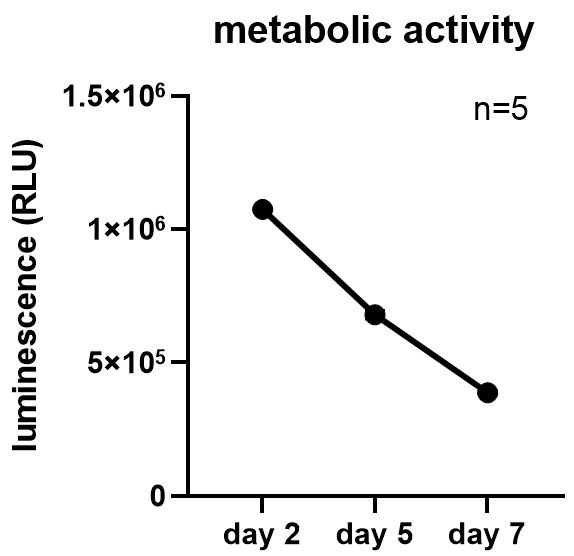 metabolic activity
n=5
luminescence (RLU)
1.5×10⁶
1×10⁶
5×10⁵
0
day 2 day 5 day 7